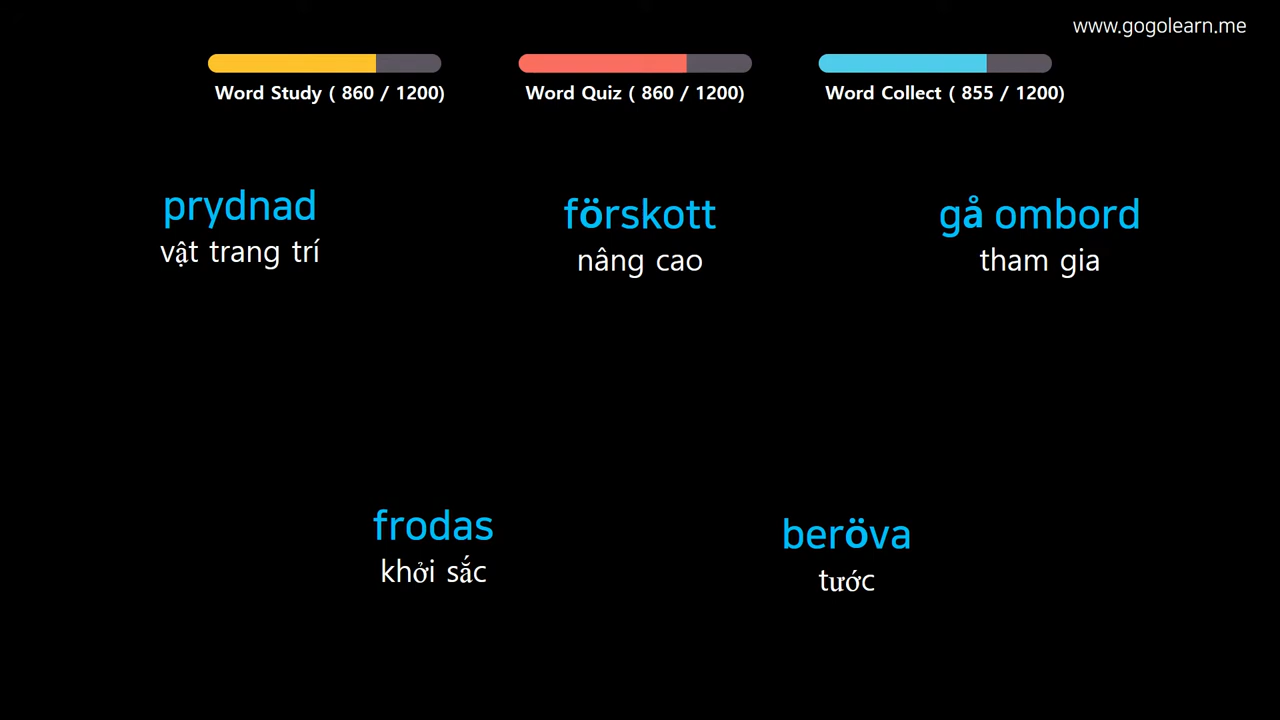 www.gogolearn.me
Word Study ( 860 / 1200)
Word Quiz ( 860 / 1200)
Word Collect ( 855 / 1200)
prydnad
vật trang trí
förskott
nâng cao
gå ombord
tham gia
frodas
khởi sắc
beröva
tước